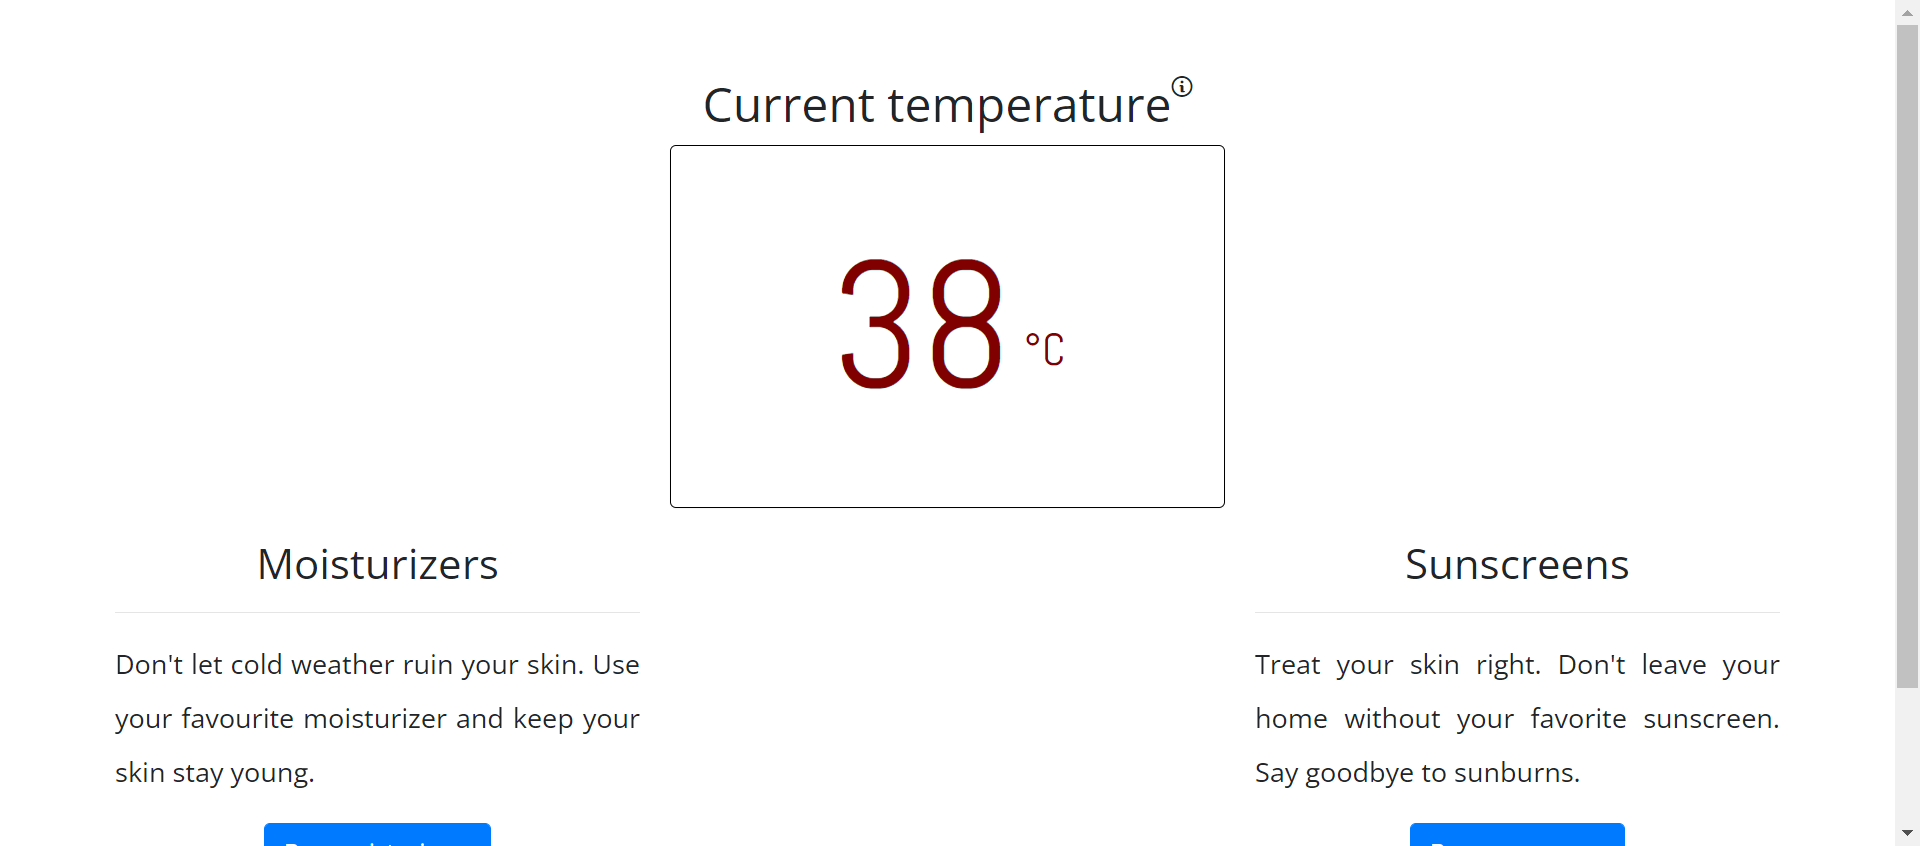 Current temperature
38 °C
Moisturizers
Don't let cold weather ruin your skin. Use
your favourite moisturizer and keep your
skin stay young.
Sunscreens
Treat your skin right. Don't leave your
home without your favorite sunscreen.
Say goodbye to sunburns.